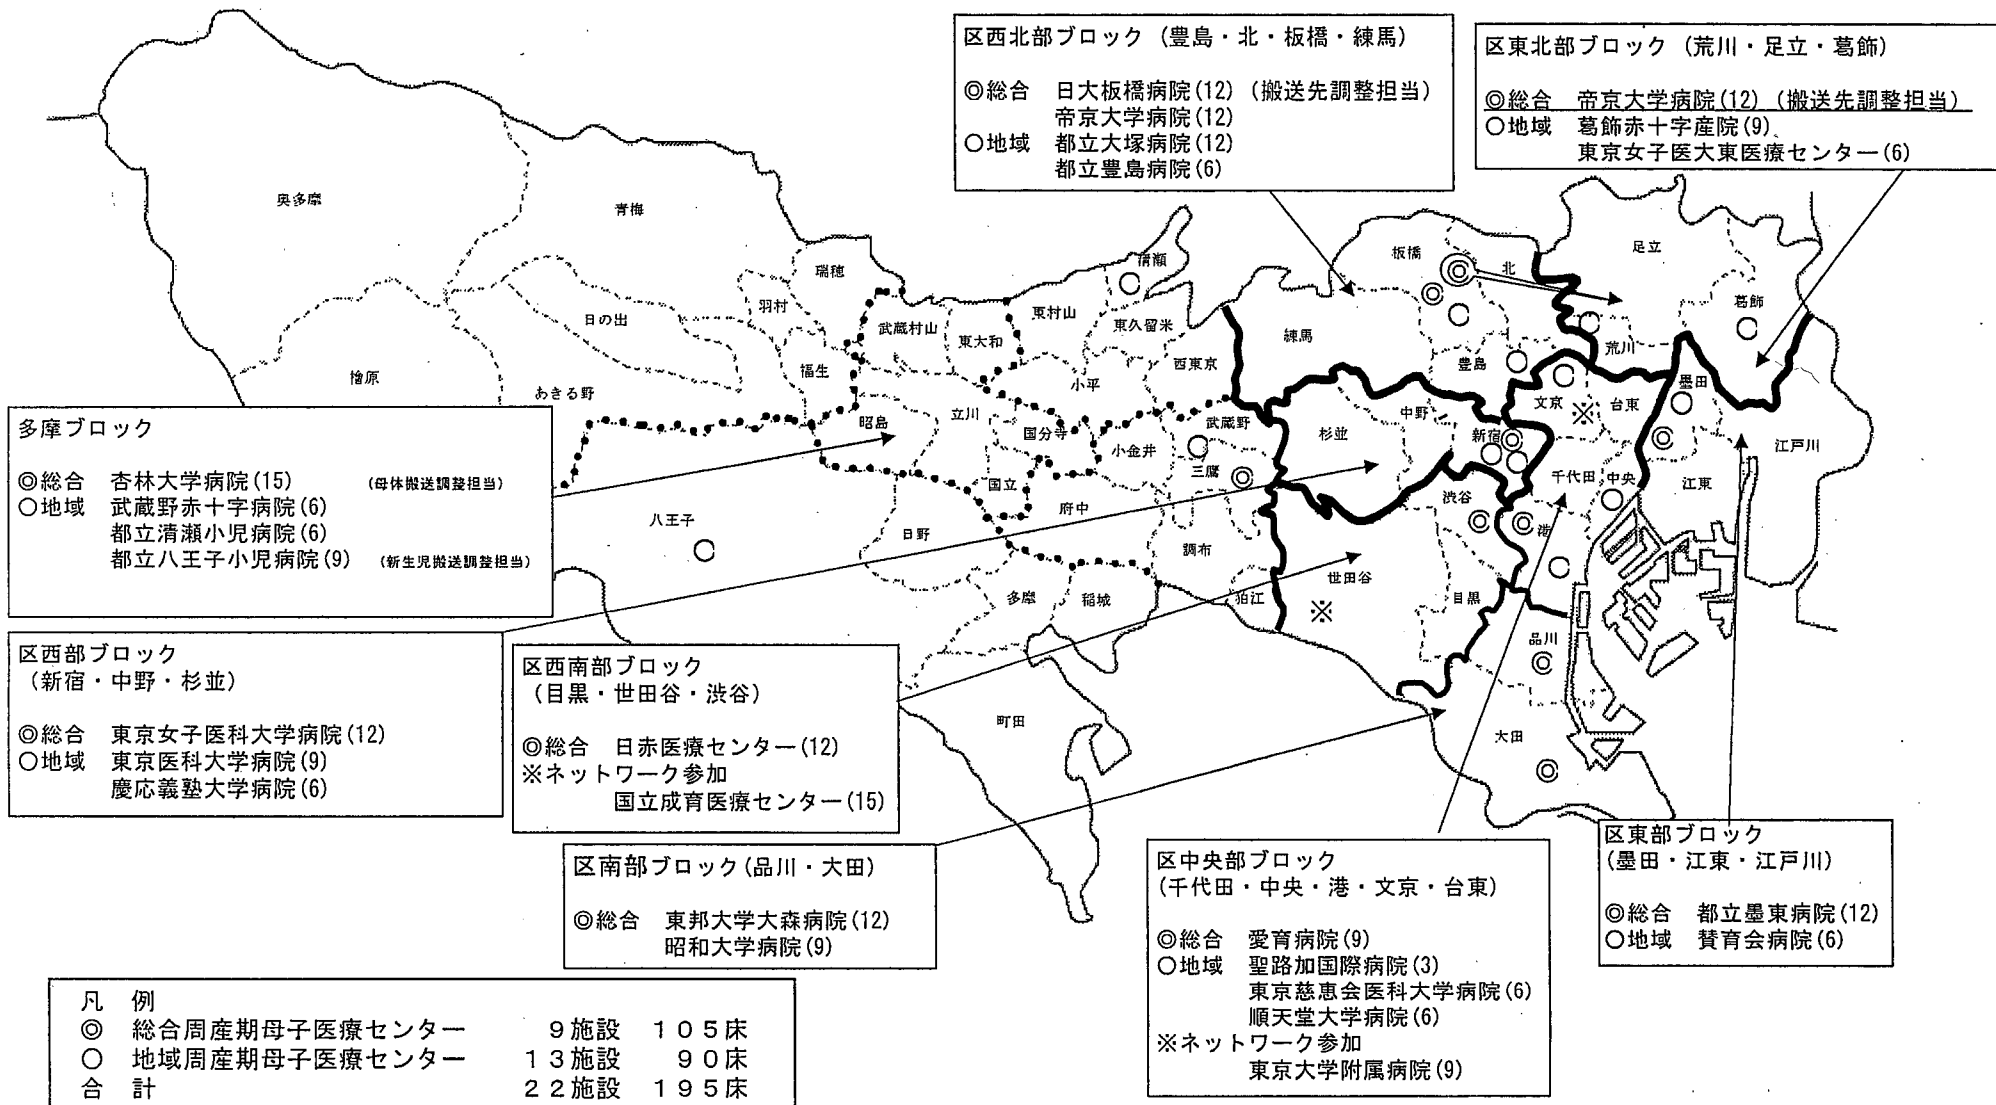 区西北部ブロック (豊島・北・板橋・練馬)
◎総合 日大板橋病院(12) (搬送先調整担当)
帝京大学病院(12)
○地域 都立大塚病院(12)
都立豊島病院(6)
区東北部ブロック (荒川・足立・葛飾)
◎総合 帝京大学病院(12) (搬送先調整担当)
○地域 葛飾赤十字産院(9)
東京女子医大東医療センター(6)
奥多摩
青梅
瑞穂
羽村
日の出
福生
檜原
あきる野
武蔵村山
東大和
東村山
清瀬
東久留米
西東京
小平
昭島
立川
国分寺
国立
小金井
武蔵野
三鷹
府中
調布
狛江
八王子
日野
多摩
稲城
町田
板橋
北
足立
葛飾
練馬
豊島
荒川
墨田
文京
※
台東
中野
杉並
新宿
千代田
中央
江東
江戸川
渋谷
港
世田谷
※
目黒
品川
大田
多摩ブロック
◎総合 杏林大学病院(15) (母体搬送調整担当)
○地域 武蔵野赤十字病院(6)
都立清瀬小児病院(6)
都立八王子小児病院(9) (新生児搬送調整担当)
区西部ブロック
(新宿・中野・杉並)
◎総合 東京女子医科大学病院(12)
○地域 東京医科大学病院(9)
慶応義塾大学病院(6)
区西南部ブロック
(目黒・世田谷・渋谷)
◎総合 日赤医療センター(12)
※ネットワーク参加
国立成育医療センター(15)
区南部ブロック(品川・大田)
◎総合 東邦大学大森病院(12)
昭和大学病院(9)
区中央部ブロック
(千代田・中央・港・文京・台東)
◎総合 愛育病院(9)
○地域 聖路加国際病院(3)
東京慈恵会医科大学病院(6)
順天堂大学病院(6)
※ネットワーク参加
東京大学附属病院(9)
区東部ブロック
(墨田・江東・江戸川)
◎総合 都立墨東病院(12)
○地域 賛育会病院(6)
凡 例
◎ 総合周産期母子医療センター 9施設 105床
○ 地域周産期母子医療センター 13施設 90床
合 計 22施設 195床